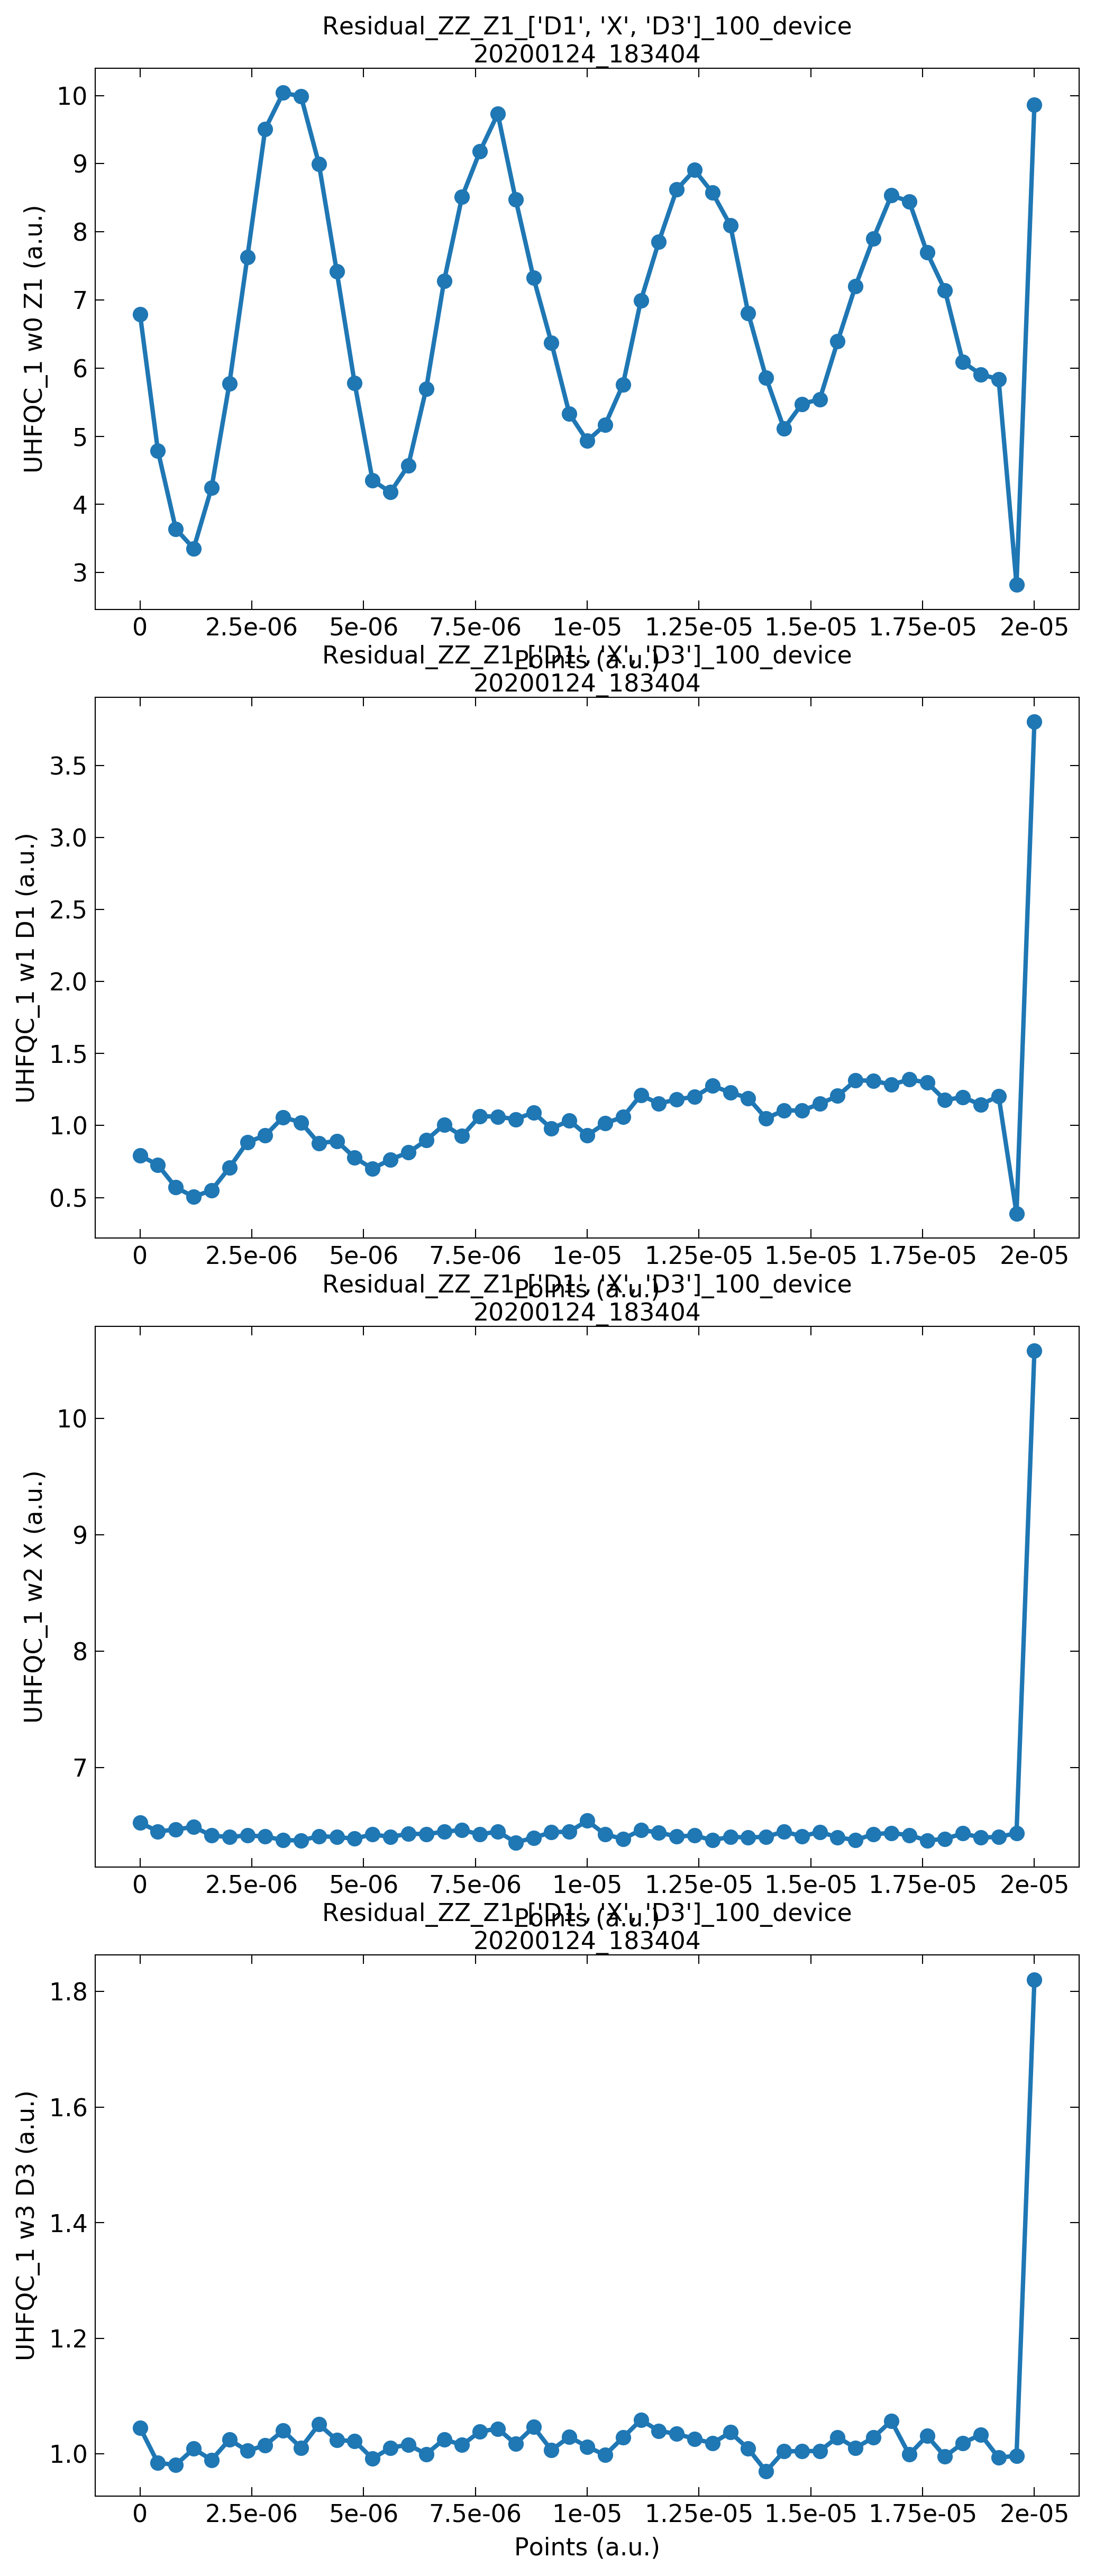 Residual_ZZ_Z1_['D1', 'X', 'D3']_100_device
20200124_183404
10
9
8
7
6
5
4
3
UHFQC_1 w0 Z1 (a.u.)
0 2.5e-06 5e-06 7.5e-06 1e-05 1.25e-05 1.5e-05 1.75e-05 2e-05
Points (a.u.)
Residual_ZZ_Z1_['D1', 'X', 'D3']_100_device
20200124_183404
3.5
3.0
2.5
2.0
1.5
1.0
0.5
UHFQC_1 w1 D1 (a.u.)
0 2.5e-06 5e-06 7.5e-06 1e-05 1.25e-05 1.5e-05 1.75e-05 2e-05
Points (a.u.)
Residual_ZZ_Z1_['D1', 'X', 'D3']_100_device
20200124_183404
10
9
8
7
UHFQC_1 w2 X (a.u.)
0 2.5e-06 5e-06 7.5e-06 1e-05 1.25e-05 1.5e-05 1.75e-05 2e-05
Points (a.u.)
Residual_ZZ_Z1_['D1', 'X', 'D3']_100_device
20200124_183404
1.8
1.6
1.4
1.2
1.0
UHFQC_1 w3 D3 (a.u.)
0 2.5e-06 5e-06 7.5e-06 1e-05 1.25e-05 1.5e-05 1.75e-05 2e-05
Points (a.u.)